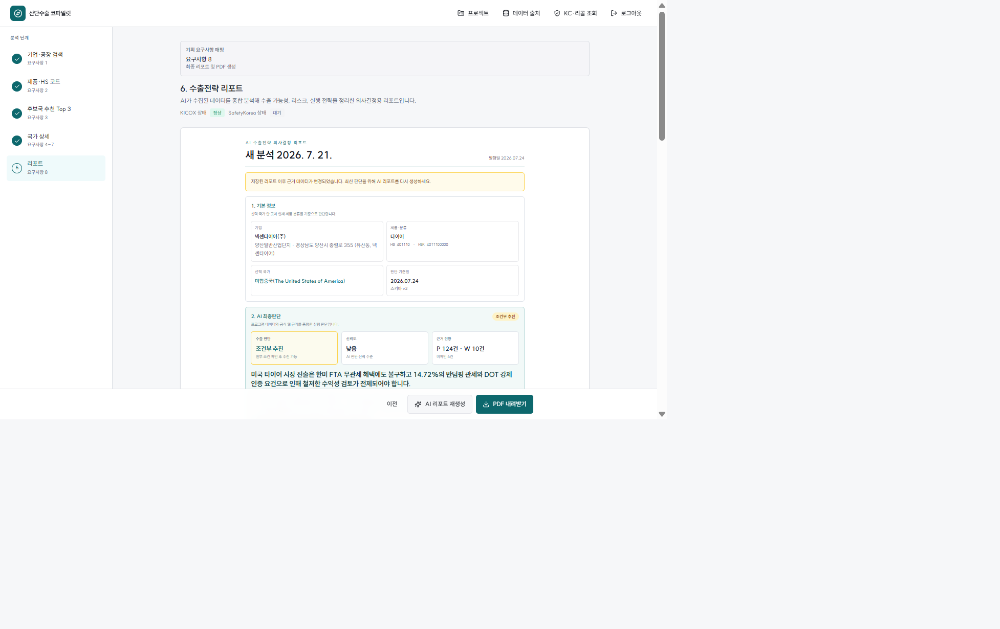 산단수출 코파일럿
프로젝트
데이터 출처
KC·리콜 조회
로그아웃
분석 단계
기업·공장 검색
요구사항 1
제품·HS 코드
요구사항 2
후보국 추천 Top 3
요구사항 3
국가 상세
요구사항 4~7
5
리포트
요구사항 8
기획 요구사항 매핑
요구사항 8
최종 리포트 및 PDF 생성
6. 수출전략 리포트
AI가 수집된 데이터를 종합 분석해 수출 가능성, 리스크, 실행 전략을 정리한 의사결정용 리포트입니다.
KICOX 상태 정상 SafetyKorea 상태 대기
AI 수출전략 의사결정 리포트
새 분석 2026. 7. 21.
발행일 2026.07.24
저장된 리포트 이후 근거 데이터가 변경되었습니다. 최신 판단을 위해 AI 리포트를 다시 생성하세요.
1. 기본 정보
선택 국가 한 곳과 현재 제품 분류를 기준으로 판단합니다.
기업
넥센타이어(주)
양산일반산업단지 · 경상남도 양산시 충렬로 355 (유산동, 넥
센타이어)
제품·분류
타이어
HS 401110 · HSK 4011100000
선택 국가
미합중국(The United States of America)
판단 기준일
2026.07.24
스키마 v2
2. AI 최종판단
조건부 추진
프로그램 데이터와 공식 웹 근거를 종합한 실행 판단입니다.
수출 판단
조건부 추진
일부 조건 확인 후 추진 가능
신뢰도
낮음
AI 판단 신뢰 수준
근거 현황
P 124건 · W 10건
미확인 6건
미국 타이어 시장 진출은 한미 FTA 무관세 혜택에도 불구하고 14.72%의 반덤핑 관세와 DOT 강제
인증 요건으로 인해 철저한 수익성 검토가 전제되어야 합니다.
이전
AI 리포트 재생성
PDF 내려받기